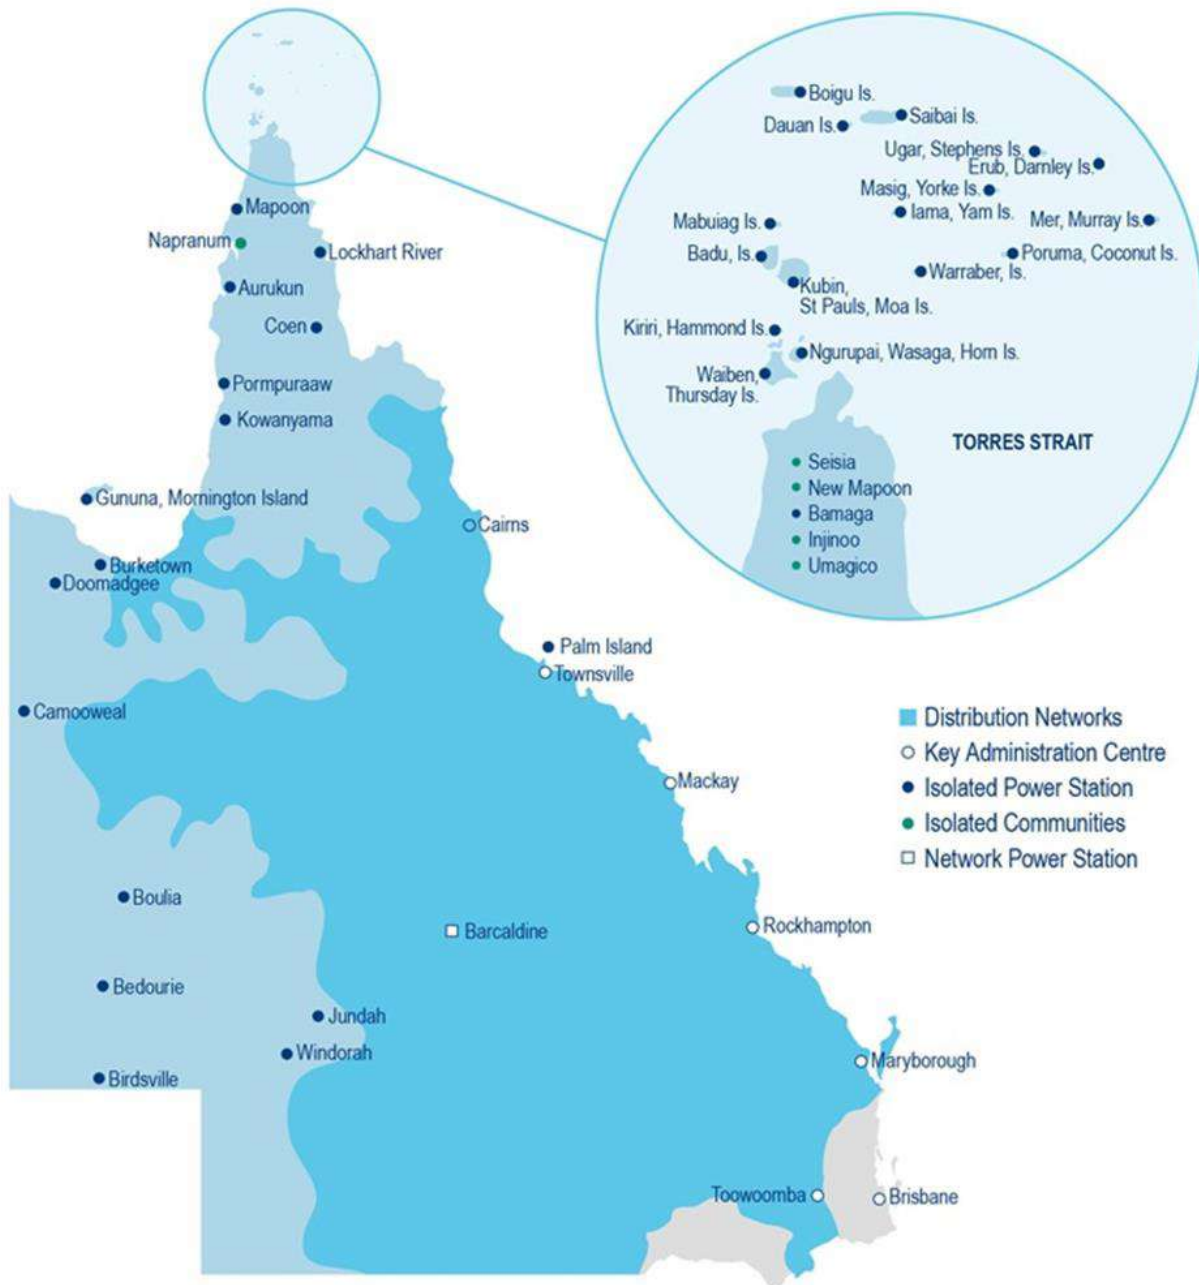 Boigu Is.
Saibai Is.
Dauan Is.
Ugar, Stephens Is.
Erub, Darnley Is.
Masig, Yorke Is.
Iama, Yam Is.
Mer, Murray Is.
Mabuiag Is.
Badu, Is.
Poruma, Coconut Is.
Warraber, Is.
Kubin,
St Pauls, Moa Is.
Kiriri, Hammond Is.
Ngurupai, Wasaga, Horn Is.
Waiben,
Thursday Is.
TORRES STRAIT
Seisia
New Mapoon
Bamaga
Injinoo
Umagico
Mapoon
Napranum
Lockhart River
Aurukun
Coen
Pormpuraaw
Kowanyama
Gununa, Mornington Island
Cairns
Burketown
Doomadgee
Palm Island
Townsville
Camooweal
Mackay
Boulia
Barcaldine
Rockhampton
Bedourie
Jundah
Windorah
Maryborough
Birdsville
Toowoomba
Brisbane
Distribution Networks
Key Administration Centre
Isolated Power Station
Isolated Communities
Network Power Station